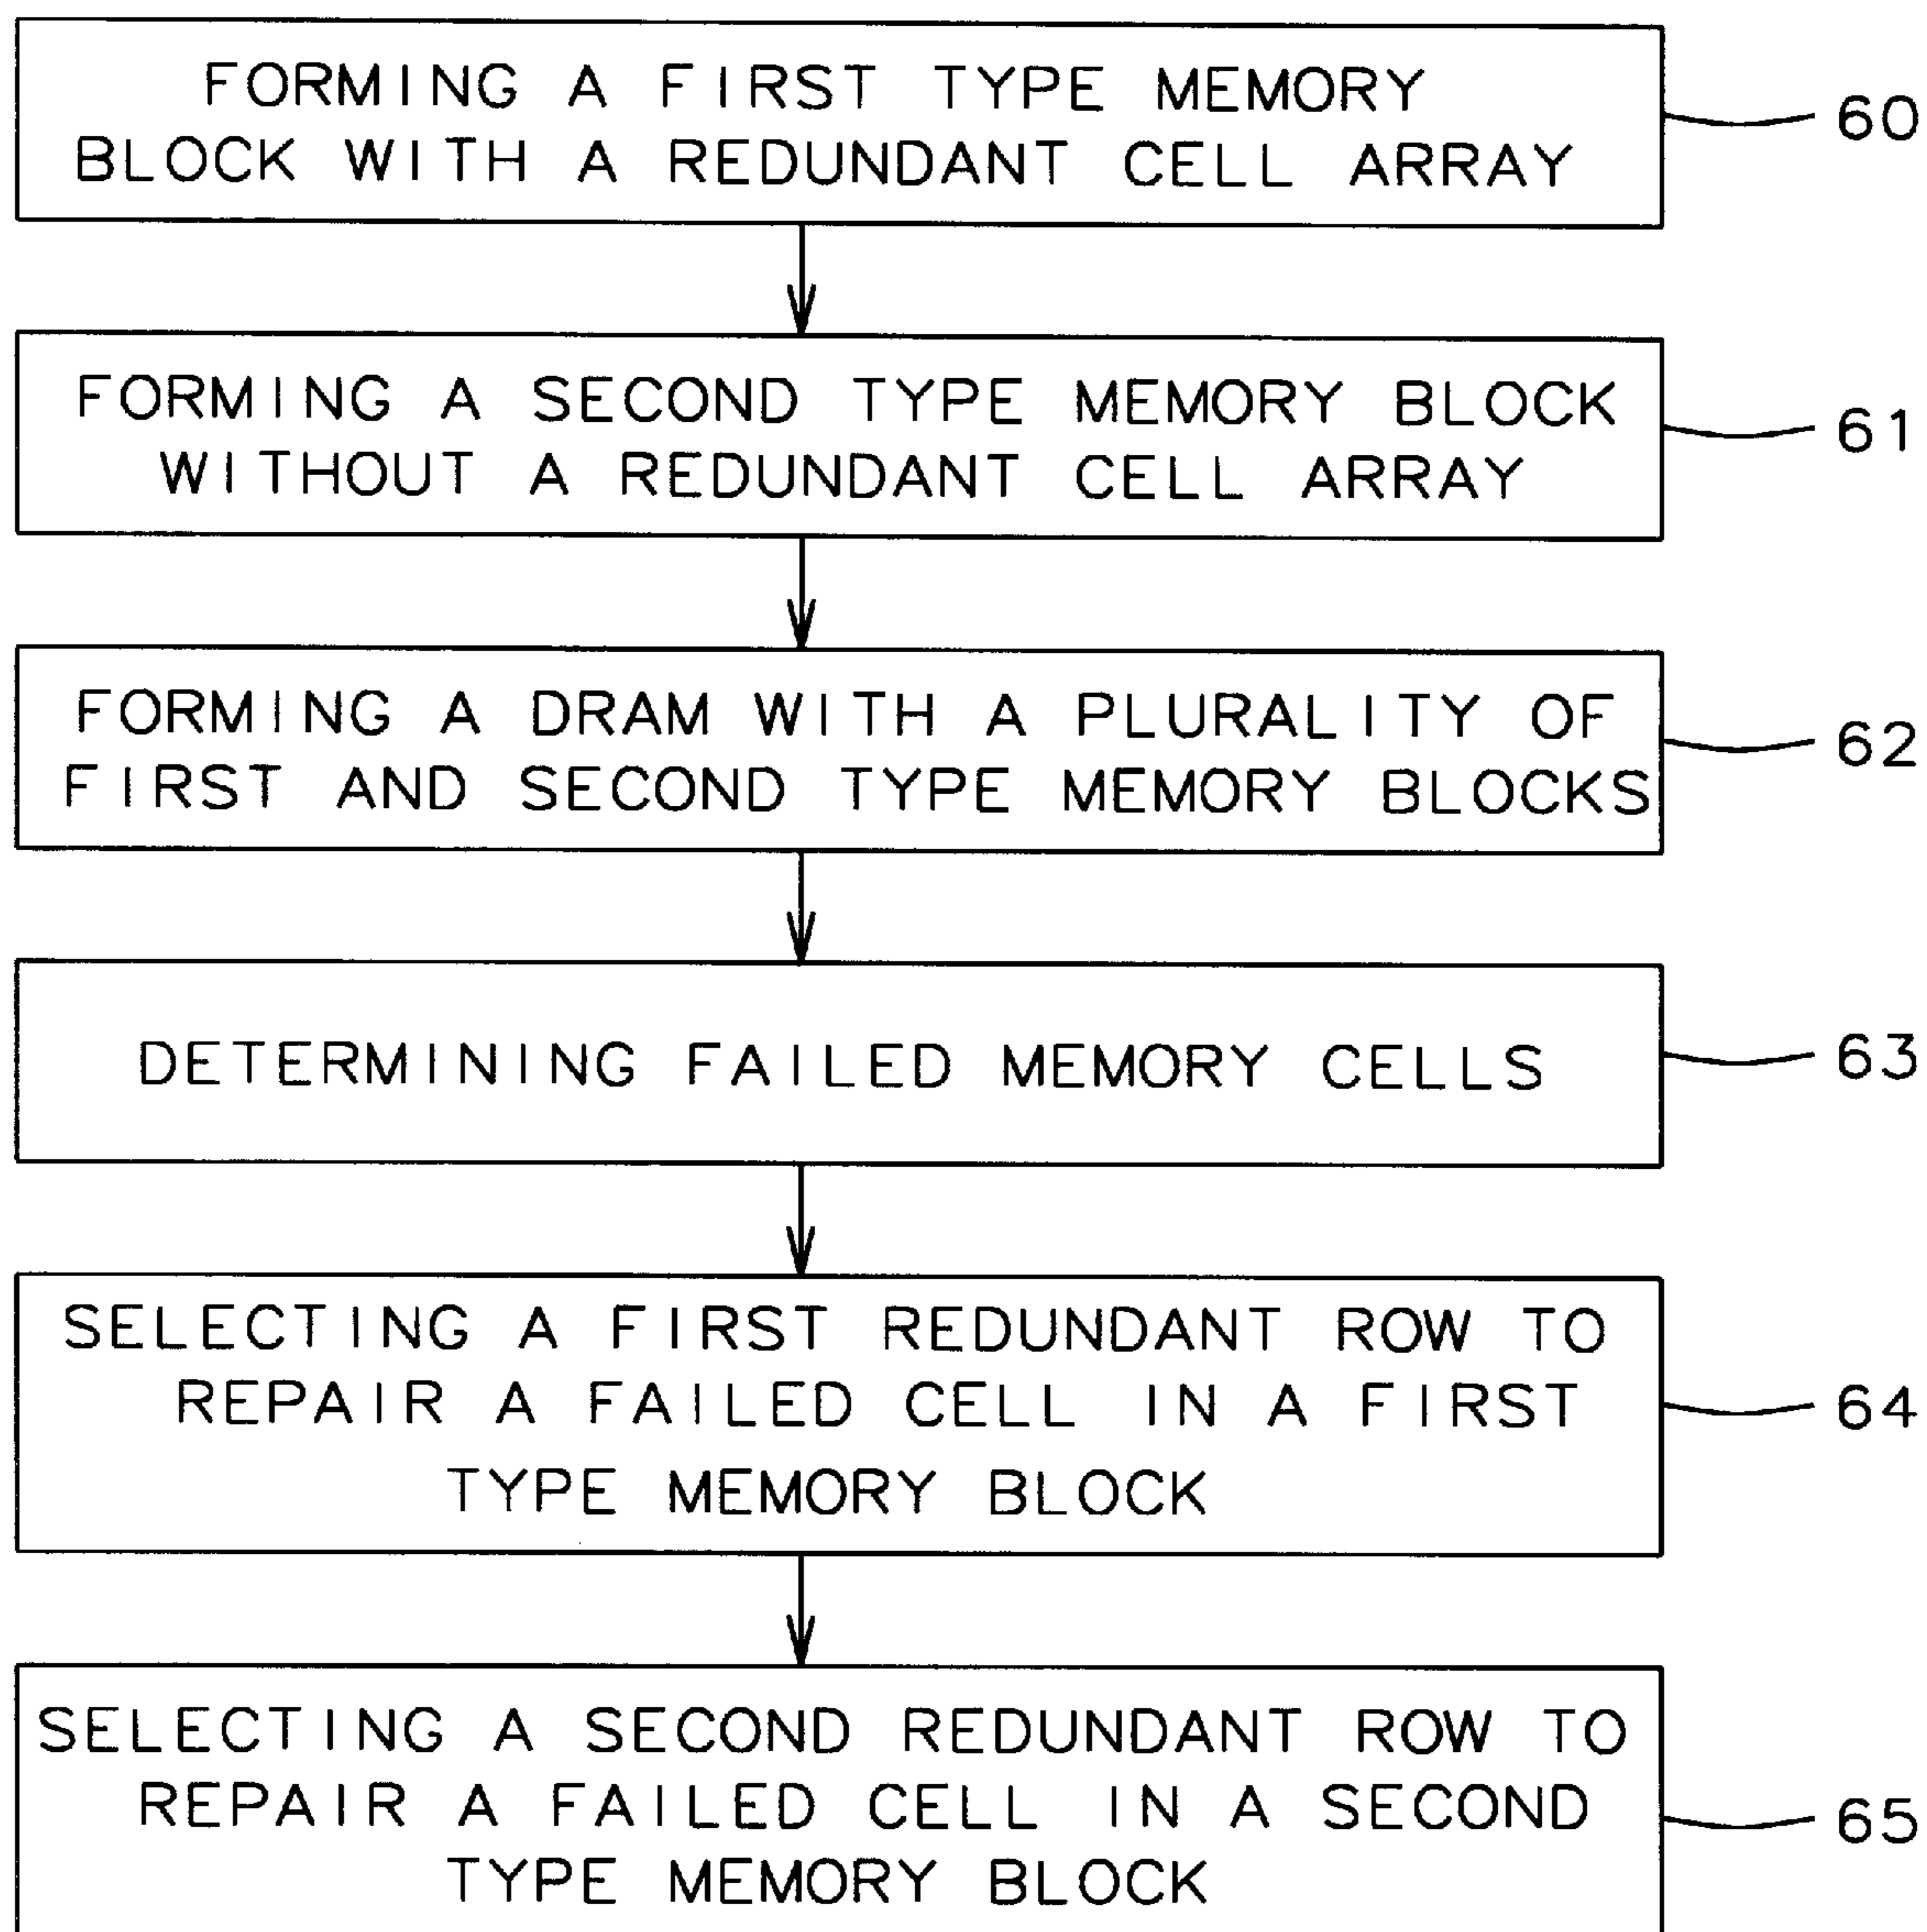 FORMING A FIRST TYPE MEMORY
BLOCK WITH A REDUNDANT CELL ARRAY
60
FORMING A SECOND TYPE MEMORY BLOCK
WITHOUT A REDUNDANT CELL ARRAY
61
FORMING A DRAM WITH A PLURALITY OF
FIRST AND SECOND TYPE MEMORY BLOCKS
62
DETERMINING FAILED MEMORY CELLS
63
SELECTING A FIRST REDUNDANT ROW TO
REPAIR A FAILED CELL IN A FIRST
TYPE MEMORY BLOCK
64
SELECTING A SECOND REDUNDANT ROW TO
REPAIR A FAILED CELL IN A SECOND
TYPE MEMORY BLOCK
65